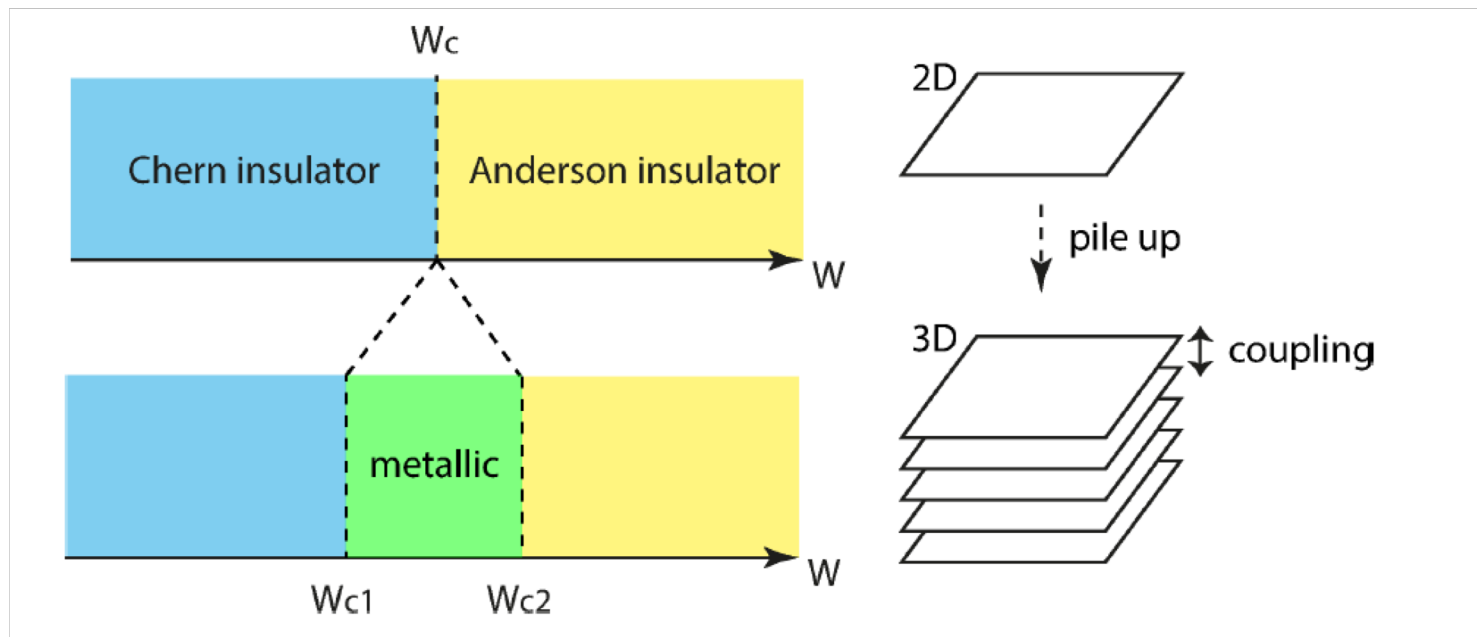 Wc
2D
Chern insulator
Anderson insulator
pile up
W
3D
coupling
metallic
W
Wc1
Wc2